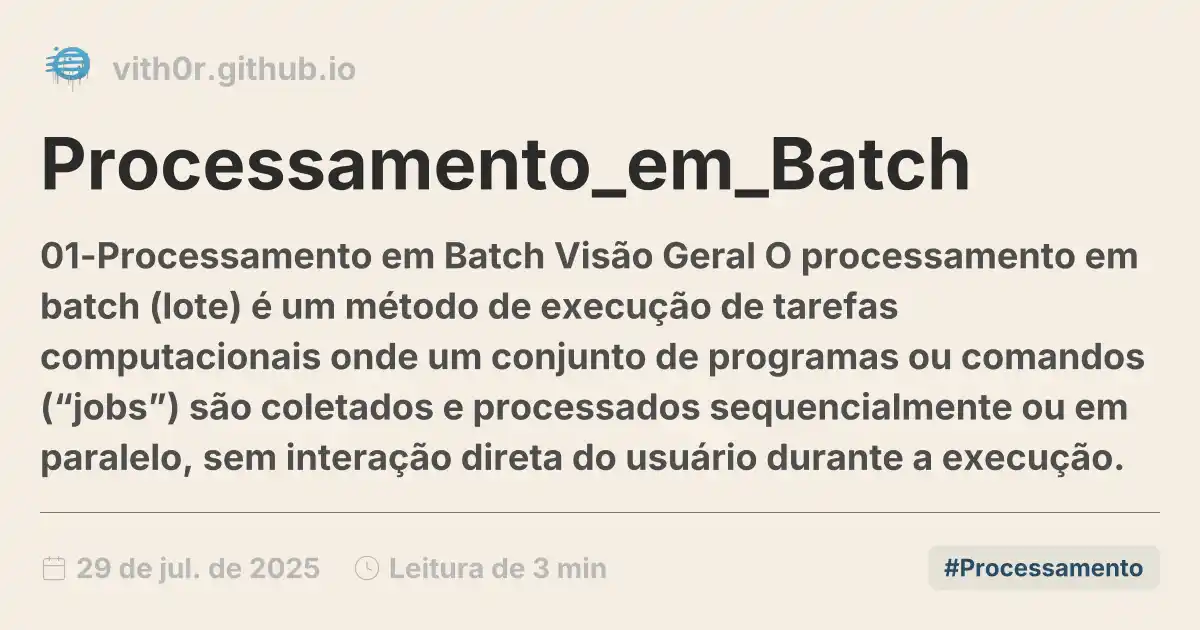 vith0r.github.io
Processamento_em_Batch
01-Processamento em Batch Visão Geral O processamento em
batch (lote) é um método de execução de tarefas
computacionais onde um conjunto de programas ou comandos
(“jobs”) são coletados e processados sequencialmente ou em
paralelo, sem interação direta do usuário durante a execução.
29 de jul. de 2025
Leitura de 3 min
#Processamento